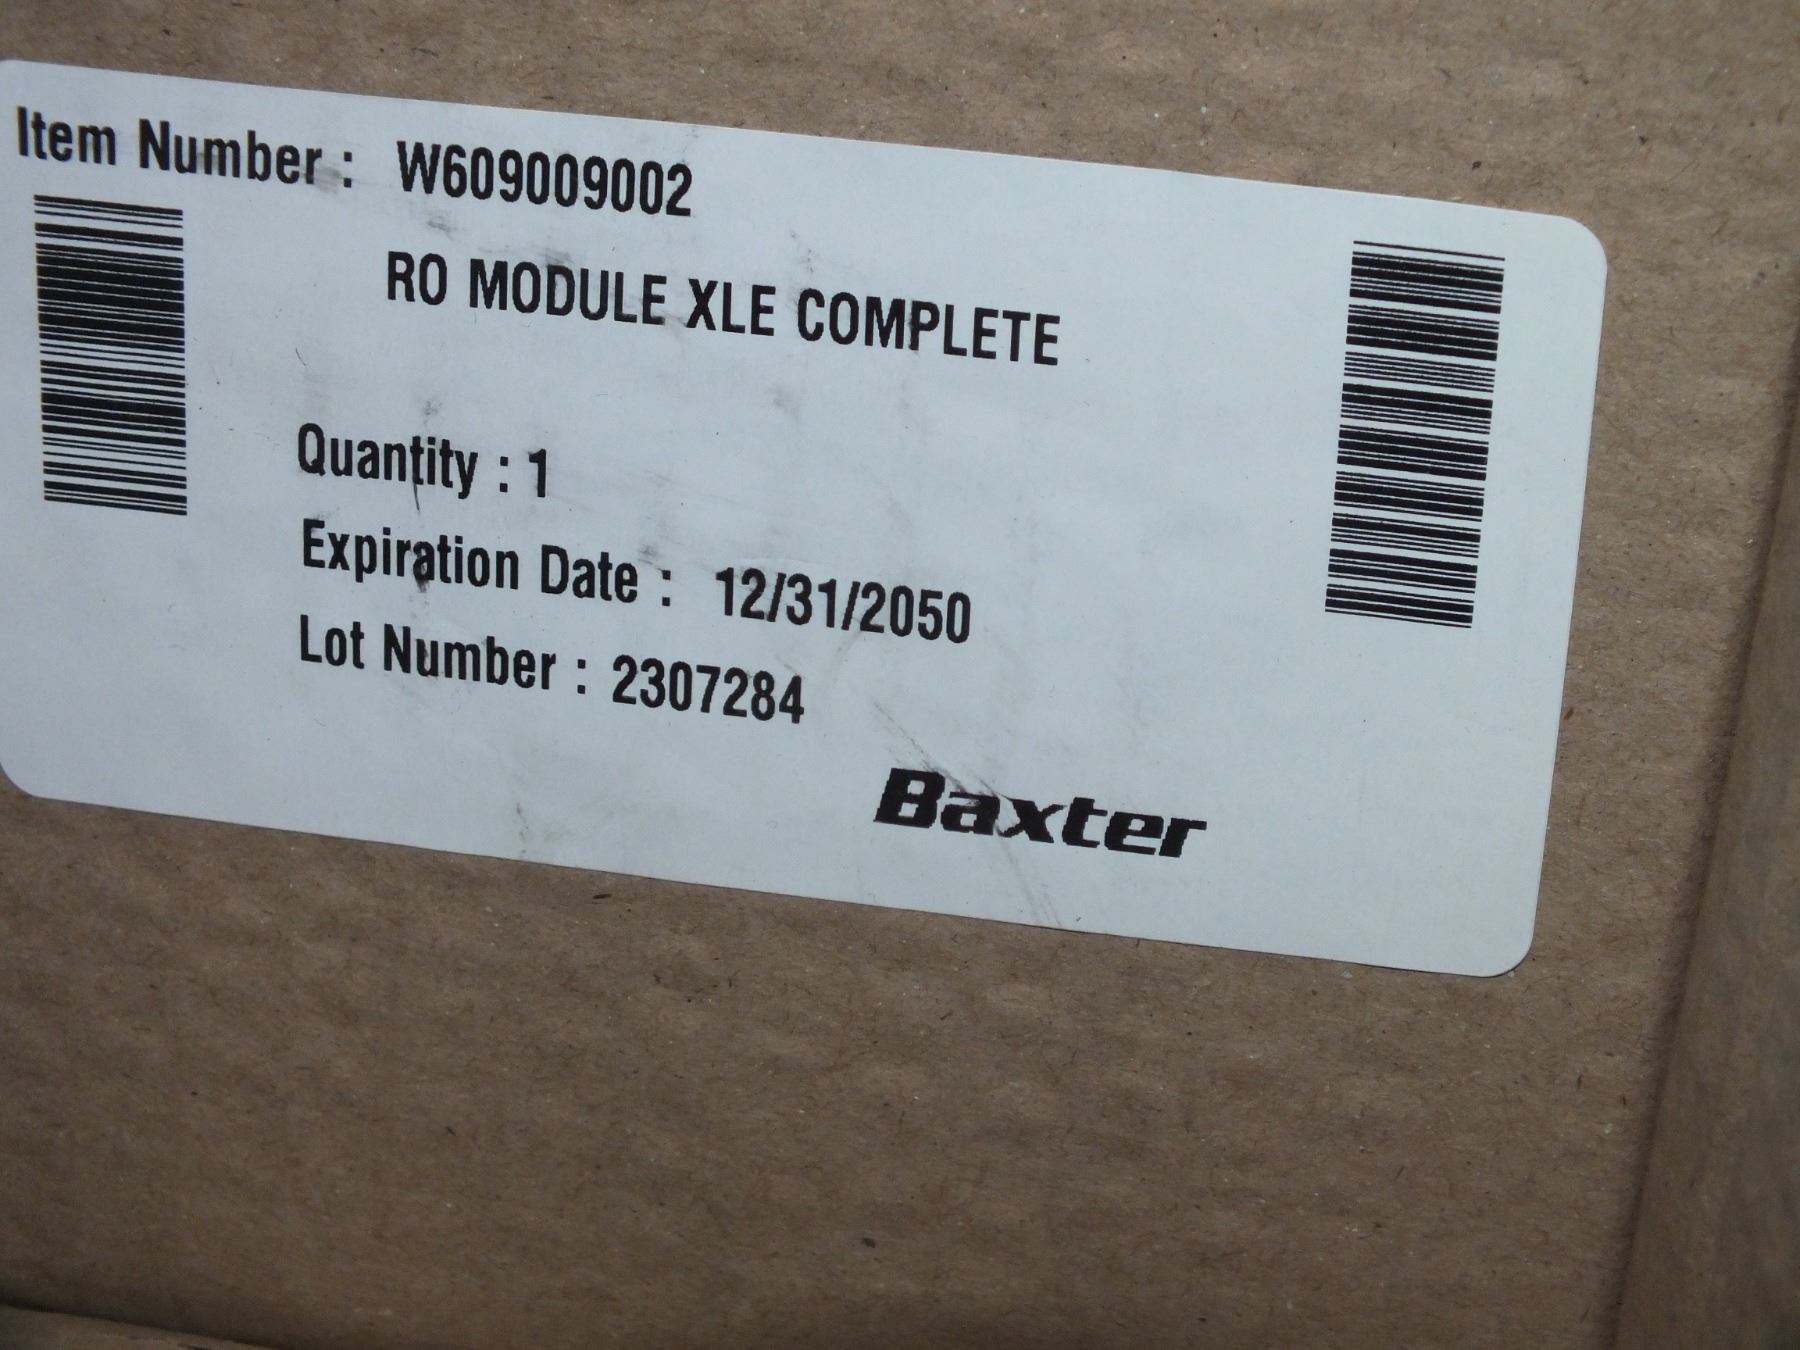 Item Number : W609009002
RO MODULE XLE COMPLETE
Quantity : 1
Expiration Date : 12/31/2050
Lot Number : 2307284
Baxter